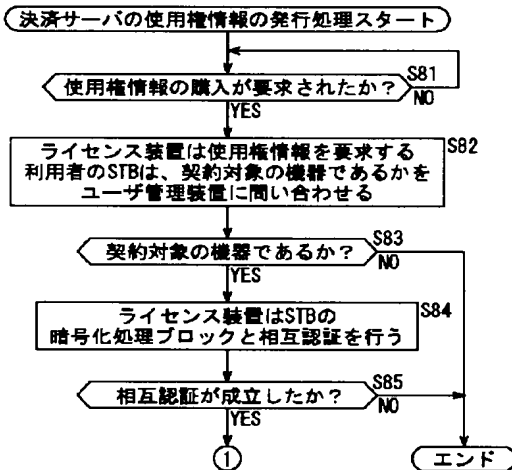 決済サーバの使用権情報の発行処理スタート
S81
使用権情報の購入が要求されたか?
NO
YES
S82
ライセンス装置は使用権情報を要求する
利用者のSTBは、契約対象の機器であるかを
ユーザ管理装置に問い合わせる
S83
契約対象の機器であるか?
NO
YES
S84
ライセンス装置はSTBの
暗号化処理ブロックと相互認証を行う
S85
相互認証が成立したか?
NO
YES
1
エンド